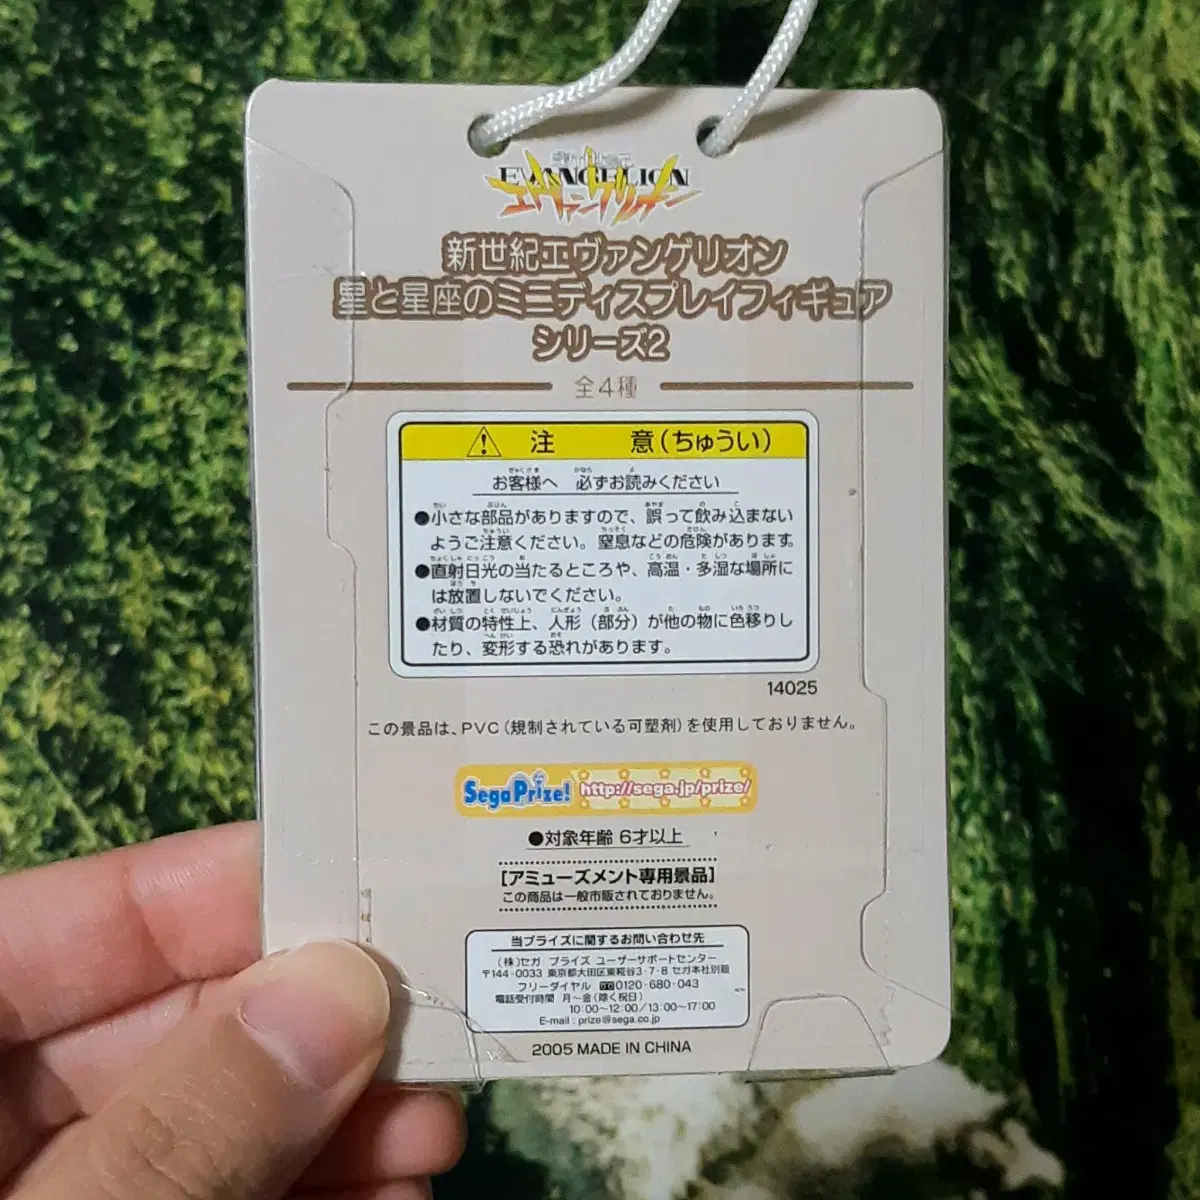 新世紀
EVANGELION
エヴァンゲリオン
新世紀エヴァンゲリオン
星と星座のミニディスプレイフィギュア
シリーズ2
全4種
注　意(ちゅうい)
お客様へ 必ずお読みください
●小さな部品がありますので、誤って飲み込まない
ようご注意ください。窒息などの危険があります。
●直射日光の当たるところや、高温・多湿な場所に
は放置しないでください。
●材質の特性上、人形（部分）が他の物に色移りし
たり、変形する恐れがあります。
14025
この景品は、PVC（規制されている可塑剤）を使用しておりません。
SegaPrize! http://sega.jp/prize/
●対象年齢 6才以上
[アミューズメント専用景品]
この商品は一般市販されておりません。
当プライズに関するお問い合わせ先
（株）セガ プライズ ユーザーサポートセンター
〒144-0033 東京都大田区東糀谷3-7-8 セガ本社別館
フリーダイヤル 0120-680-043
電話受付時間 月～金（除く祝日）
10:00～12:00/13:00～17:00
E-mail : prize@sega.co.jp
2005 MADE IN CHINA